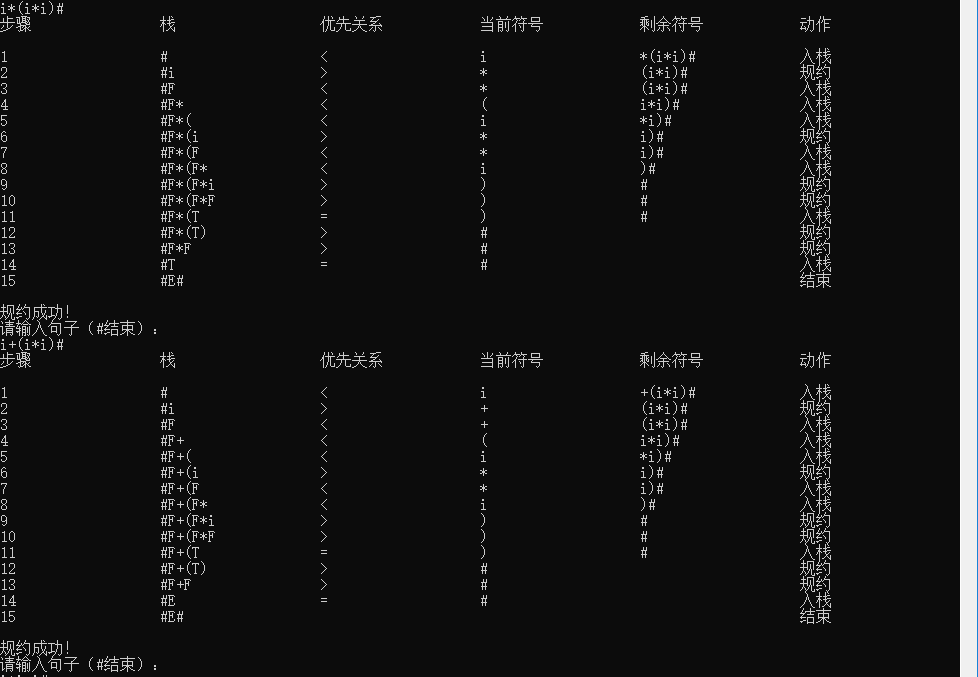 i*(i*i)#
步骤 栈 优先关系 当前符号 剩余符号 动作
1 # < i *(i*i)# 入栈
2 #i > * (i*i)# 规约
3 #F < * (i*i)# 入栈
4 #F* < ( i*i)# 入栈
5 #F*( < i *i)# 入栈
6 #F*(i > * i)# 规约
7 #F*(F < * i)# 入栈
8 #F*(F* < i )# 入栈
9 #F*(F*i > ) # 规约
10 #F*(F*F > ) # 规约
11 #F*(T = ) # 入栈
12 #F*(T) > # 规约
13 #F*F > # 规约
14 #T = # 入栈
15 #E# 结束
规约成功!
请输入句子（#结束）:
i+(i*i)#
步骤 栈 优先关系 当前符号 剩余符号 动作
1 # < i +(i*i)# 入栈
2 #i > + (i*i)# 规约
3 #F < + (i*i)# 入栈
4 #F+ < ( i*i)# 入栈
5 #F+( < i *i)# 入栈
6 #F+(i > * i)# 规约
7 #F+(F < * i)# 入栈
8 #F+(F* < i )# 入栈
9 #F+(F*i > ) # 规约
10 #F+(F*F > ) # 规约
11 #F+(T = ) # 入栈
12 #F+(T) > # 规约
13 #F+F > # 规约
14 #E = # 入栈
15 #E# 结束
规约成功!
请输入句子（#结束）: